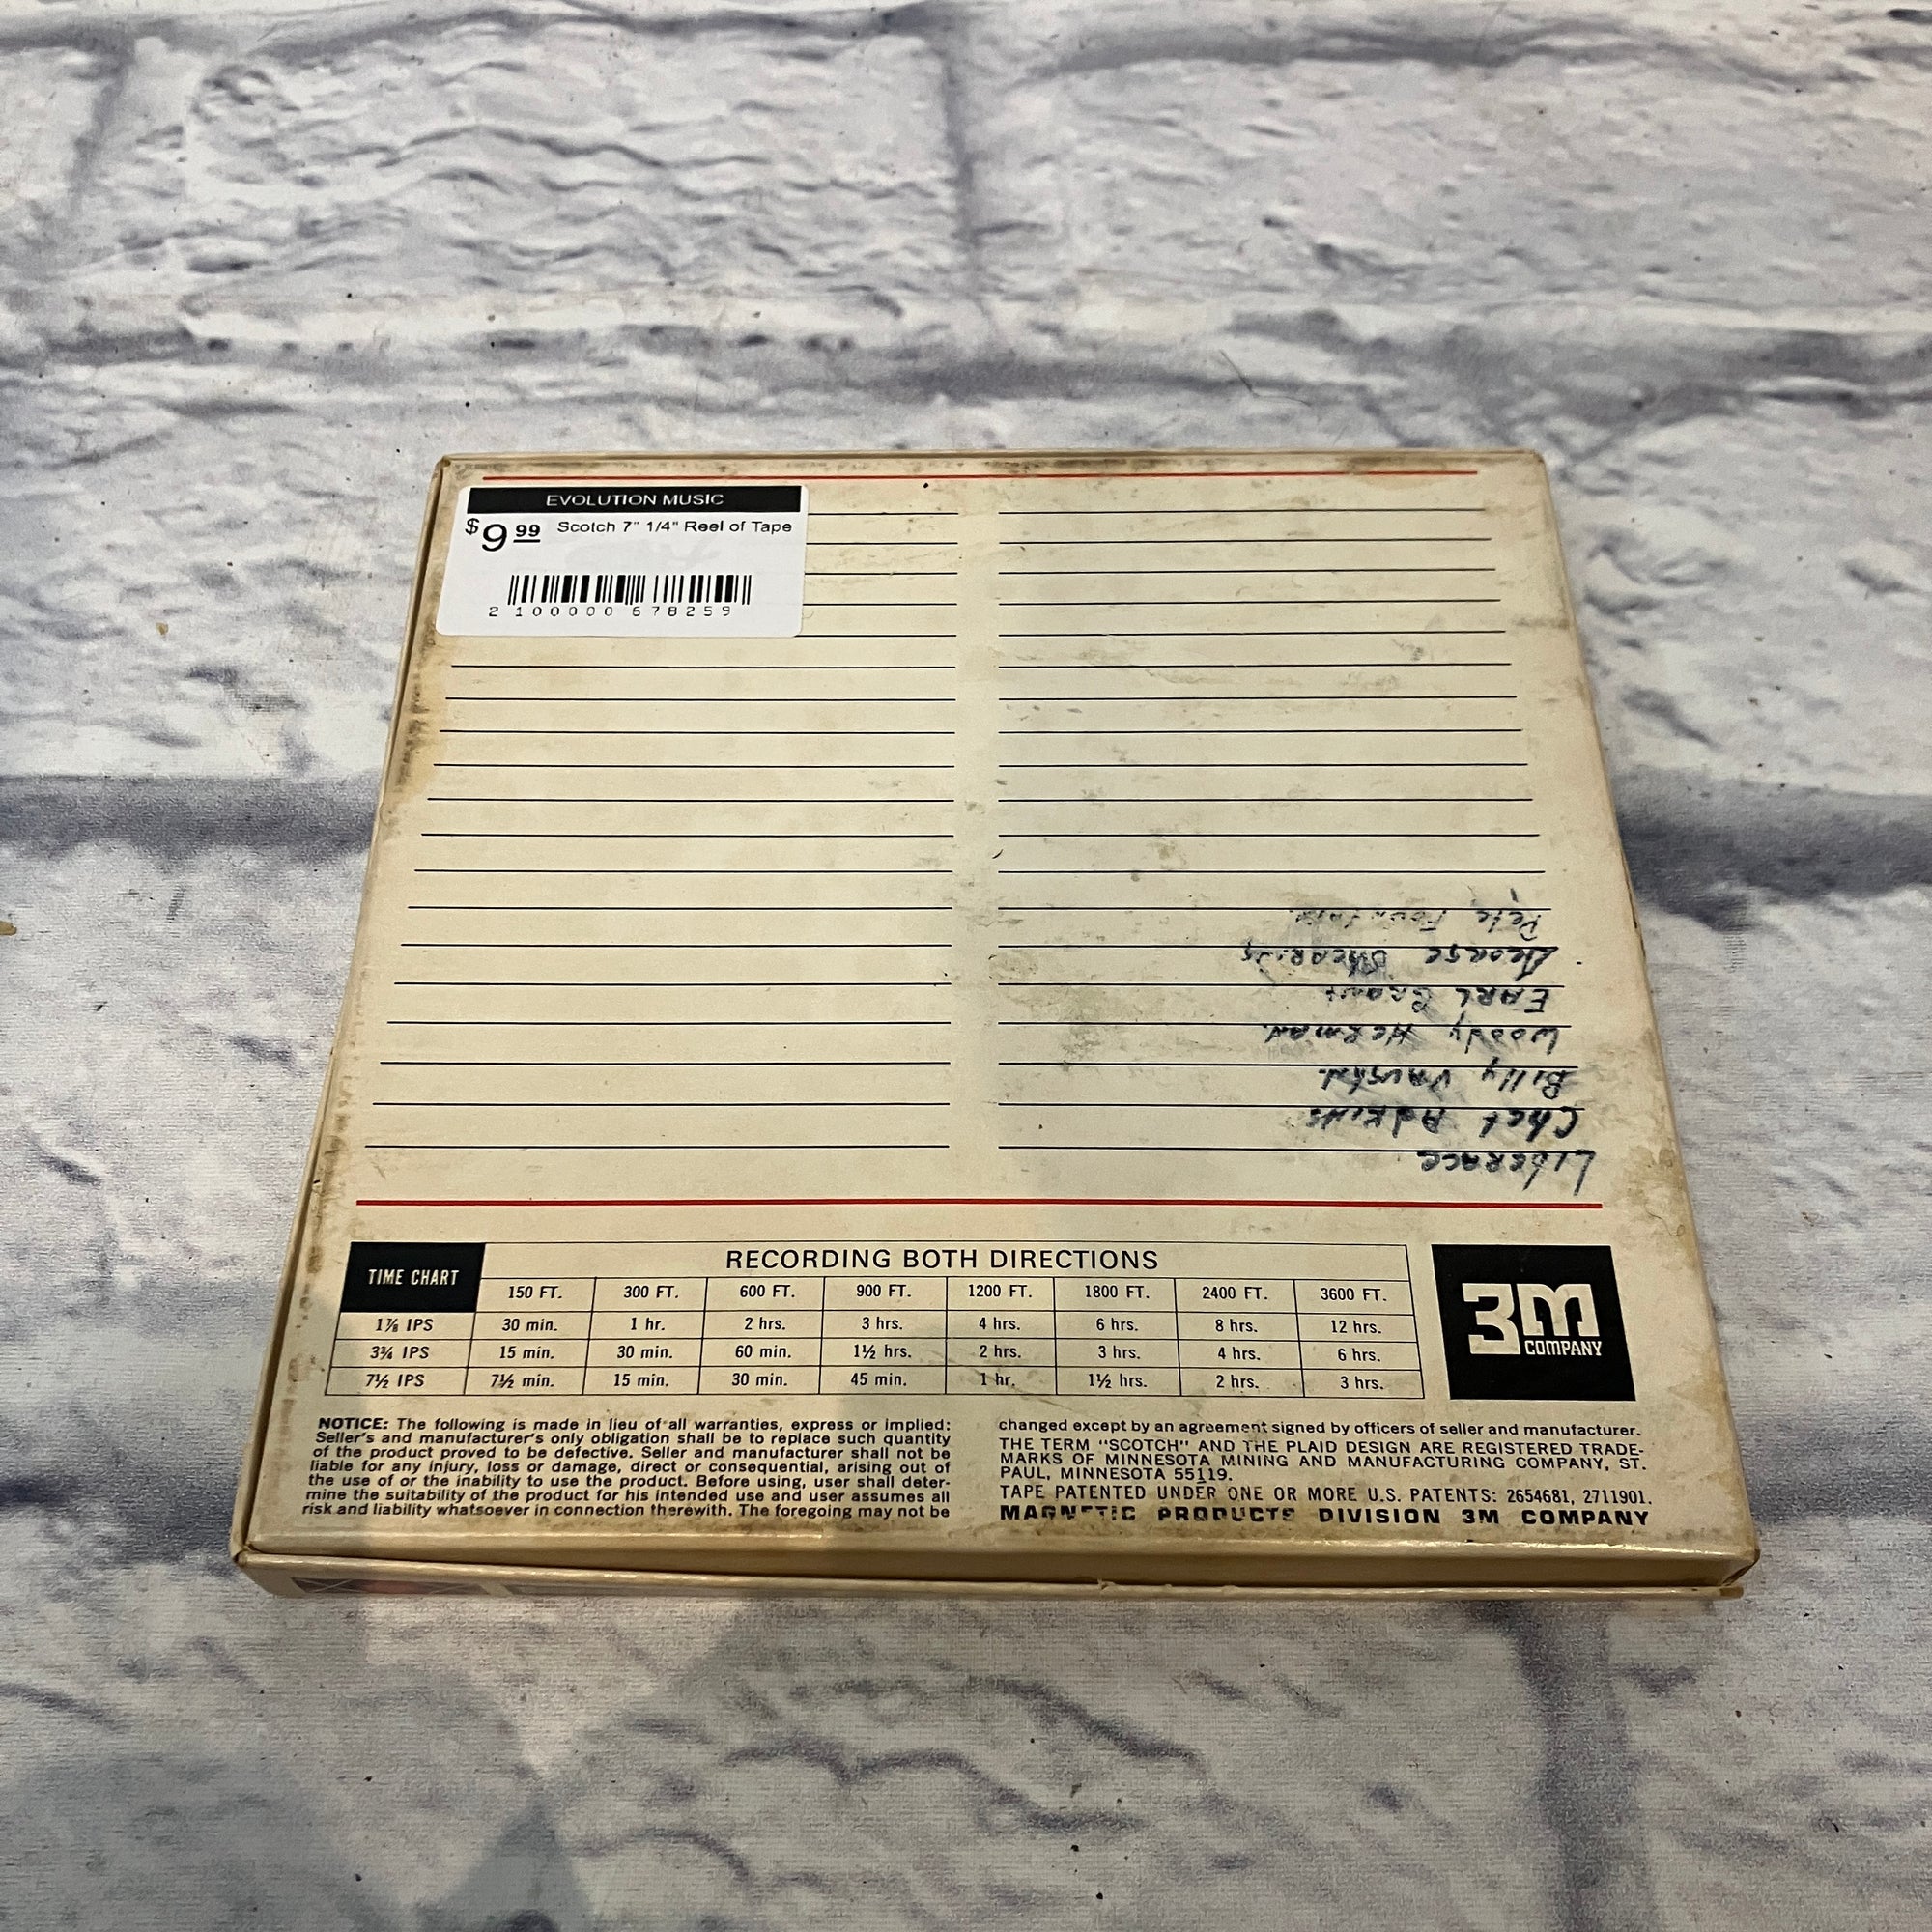 EVOLUTION MUSIC
$9.99 Scotch 7" 1/4" Reel of Tape
2 100000 678259
Liberace
Chet Adkins
Billy Vaughn.
Woody Herman.
EARL Grant
George Shearing
Pete Fountain.
TIME CHART
RECORDING BOTH DIRECTIONS
150 FT. 300 FT. 600 FT. 900 FT. 1200 FT. 1800 FT. 2400 FT. 3600 FT.
1⅞ IPS 30 min. 1 hr. 2 hrs. 3 hrs. 4 hrs. 6 hrs. 8 hrs. 12 hrs.
3¾ IPS 15 min. 30 min. 60 min. 1½ hrs. 2 hrs. 3 hrs. 4 hrs. 6 hrs.
7½ IPS 7½ min. 15 min. 30 min. 45 min. 1 hr. 1½ hrs. 2 hrs. 3 hrs.
3M
COMPANY
NOTICE: The following is made in lieu of all warranties, express or implied:
Seller's and manufacturer's only obligation shall be to replace such quantity
of the product proved to be defective. Seller and manufacturer shall not be
liable for any injury, loss or damage, direct or consequential, arising out of
the use of or the inability to use the product. Before using, user shall deter-
mine the suitability of the product for his intended use and user assumes all
risk and liability whatsoever in connection therewith. The foregoing may not be
changed except by an agreement signed by officers of seller and manufacturer.
THE TERM "SCOTCH" AND THE PLAID DESIGN ARE REGISTERED TRADE-
MARKS OF MINNESOTA MINING AND MANUFACTURING COMPANY, ST.
PAUL, MINNESOTA 55119.
TAPE PATENTED UNDER ONE OR MORE U.S. PATENTS: 2654681, 2711901.
MAGNETIC PRODUCTS DIVISION 3M COMPANY